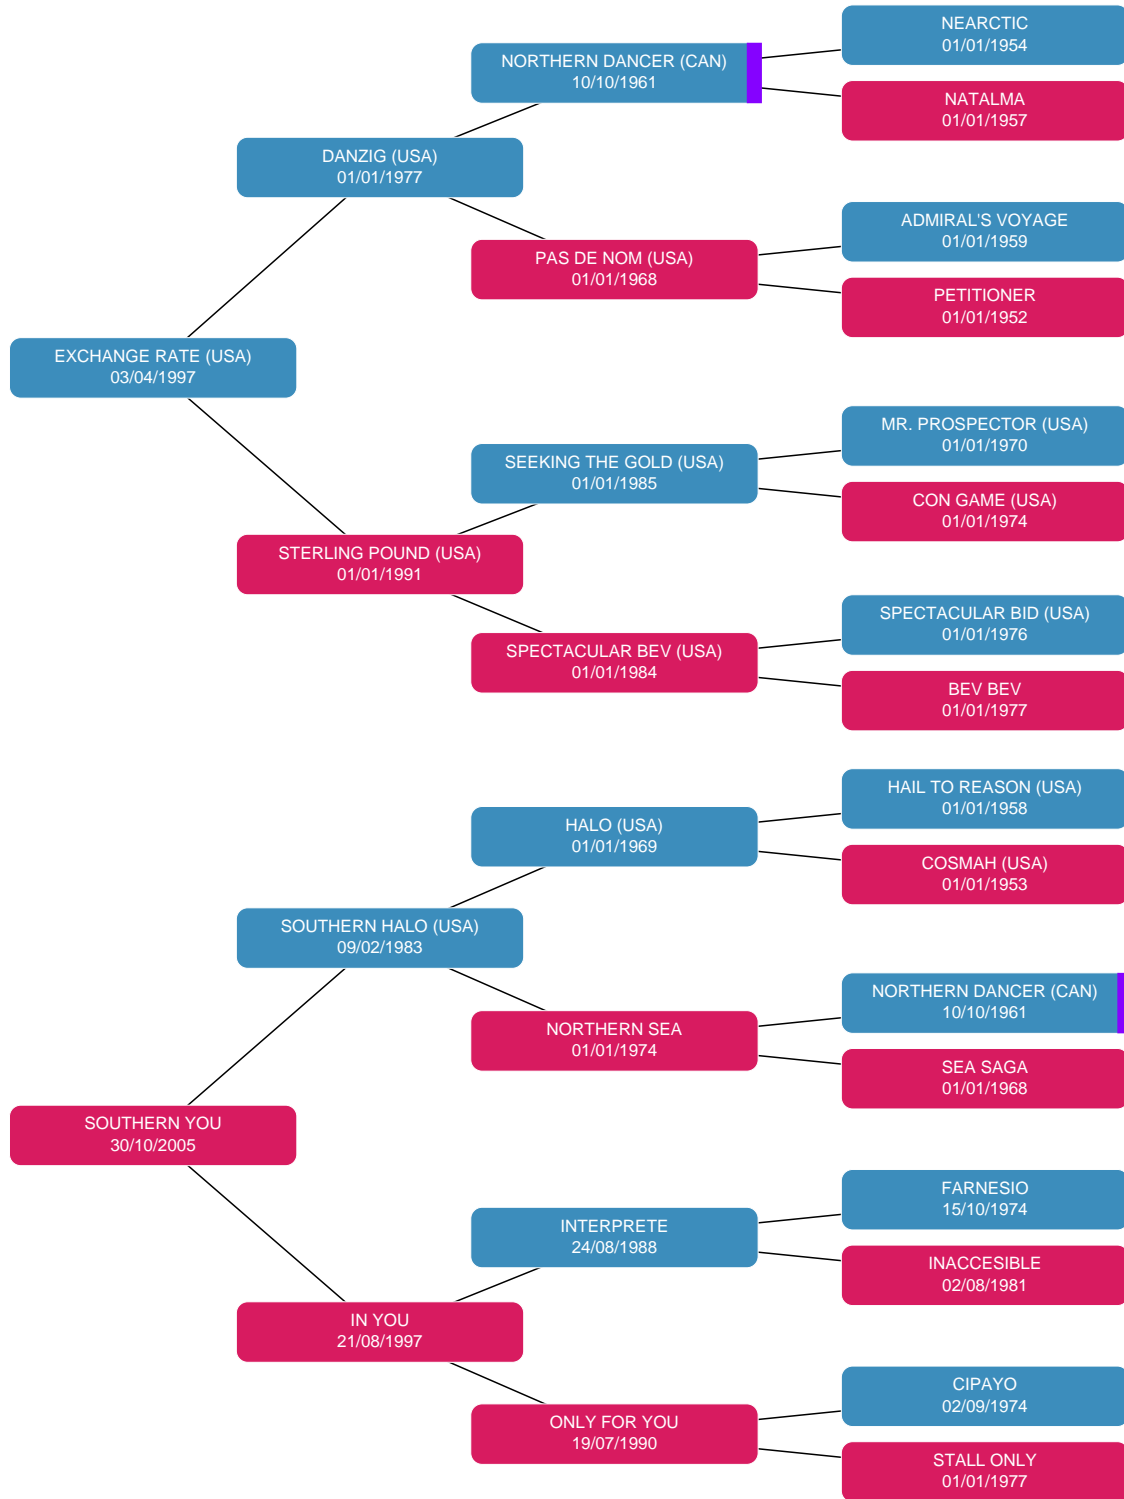 NEARCTIC
01/01/1954
NORTHERN DANCER (CAN)
10/10/1961
NATALMA
01/01/1957
DANZIG (USA)
01/01/1977
ADMIRAL'S VOYAGE
01/01/1959
PAS DE NOM (USA)
01/01/1968
PETITIONER
01/01/1952
EXCHANGE RATE (USA)
03/04/1997
MR. PROSPECTOR (USA)
01/01/1970
SEEKING THE GOLD (USA)
01/01/1985
CON GAME (USA)
01/01/1974
STERLING POUND (USA)
01/01/1991
SPECTACULAR BID (USA)
01/01/1976
SPECTACULAR BEV (USA)
01/01/1984
BEV BEV
01/01/1977
HAIL TO REASON (USA)
01/01/1958
HALO (USA)
01/01/1969
COSMAH (USA)
01/01/1953
SOUTHERN HALO (USA)
09/02/1983
NORTHERN DANCER (CAN)
10/10/1961
NORTHERN SEA
01/01/1974
SEA SAGA
01/01/1968
SOUTHERN YOU
30/10/2005
FARNESIO
15/10/1974
INTERPRETE
24/08/1988
INACCESIBLE
02/08/1981
IN YOU
21/08/1997
CIPAYO
02/09/1974
ONLY FOR YOU
19/07/1990
STALL ONLY
01/01/1977